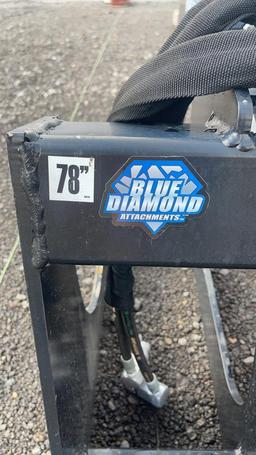 78"
BLUE
DIAMOND
ATTACHMENTS